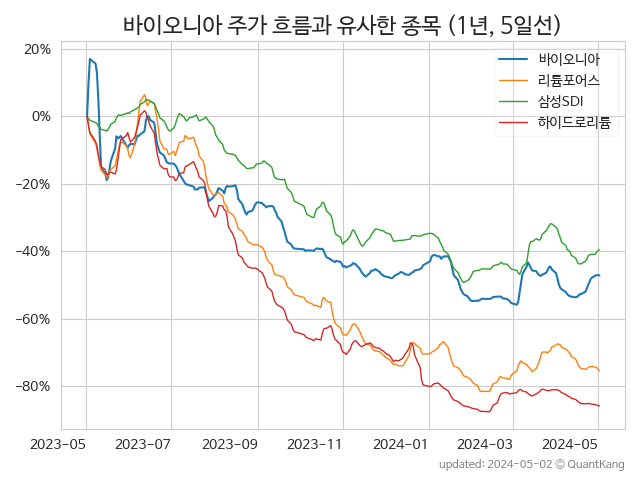 바이오니아 주가 흐름과 유사한 종목 (1년, 5일선)
20%
0%
−20%
−40%
−60%
−80%
바이오니아
리튬포어스
삼성SDI
하이드로리튬
2023-05
2023-07
2023-09
2023-11
2024-01
2024-03
2024-05
updated: 2024-05-02 © QuantKang